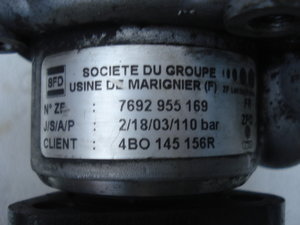 SFD
SOCIETE DU GROUPE
USINE DE MARIGNIER (F)
N° ZF : 7692 955 169
J/S/A/P : 2/18/03/110 bar
CLIENT : 4BO 145 156R